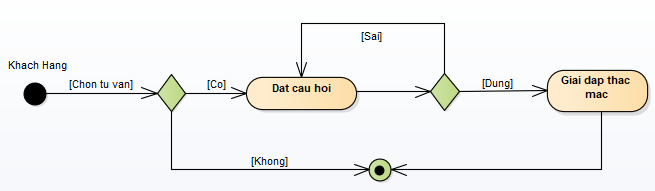 [Sai]
Khach Hang
[Chon tu van]
[Co]
Dat cau hoi
[Dung]
Giai dap thac
mac
[Khong]